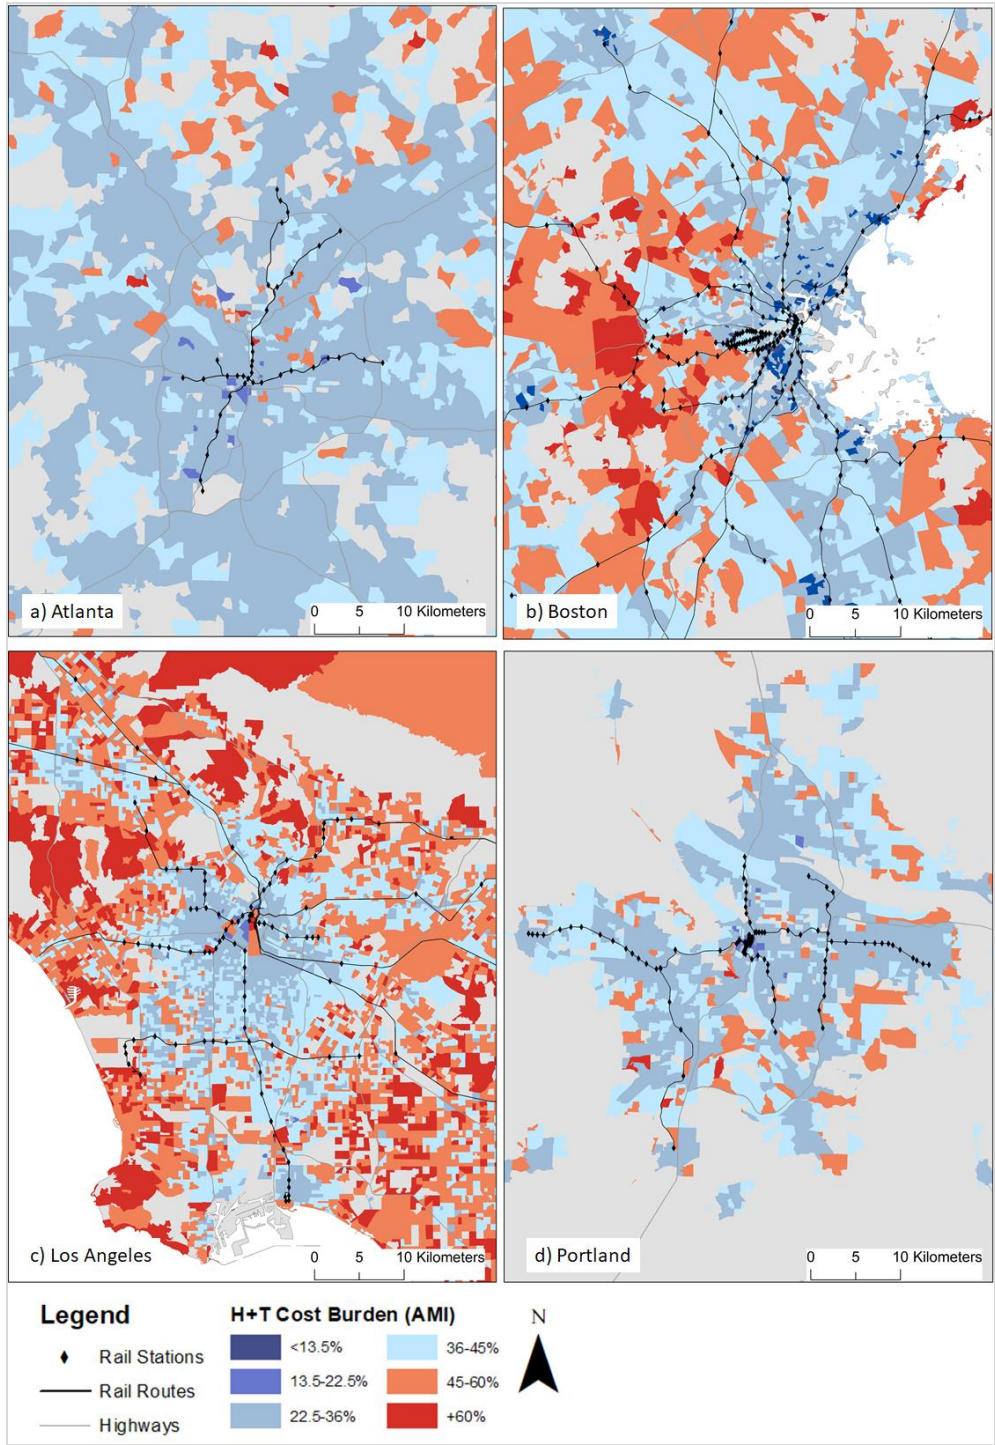 a) Atlanta
0 5 10 Kilometers
b) Boston
0 5 10 Kilometers
c) Los Angeles
0 5 10 Kilometers
d) Portland
0 5 10 Kilometers
Legend
Rail Stations
Rail Routes
Highways
H+T Cost Burden (AMI)
<13.5%
13.5-22.5%
22.5-36%
36-45%
45-60%
+60%
N